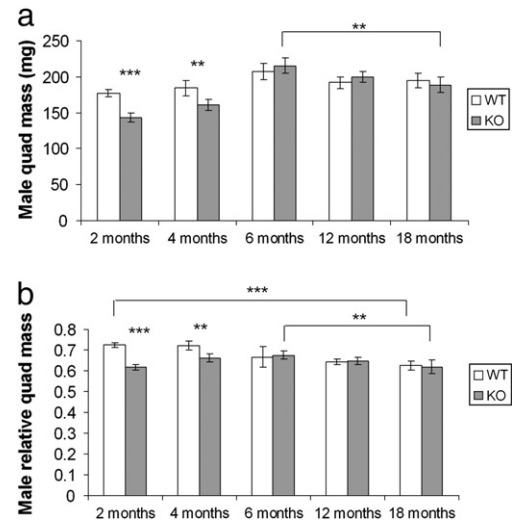 a
**
Male quad mass (mg)
250
200
150
100
50
0
***
**
WT
KO
2 months
4 months
6 months
12 months
18 months
b
***
**
Male relative quad mass
0.8
0.7
0.6
0.5
0.4
0.3
0.2
0.1
0
***
**
WT
KO
2 months
4 months
6 months
12 months
18 months